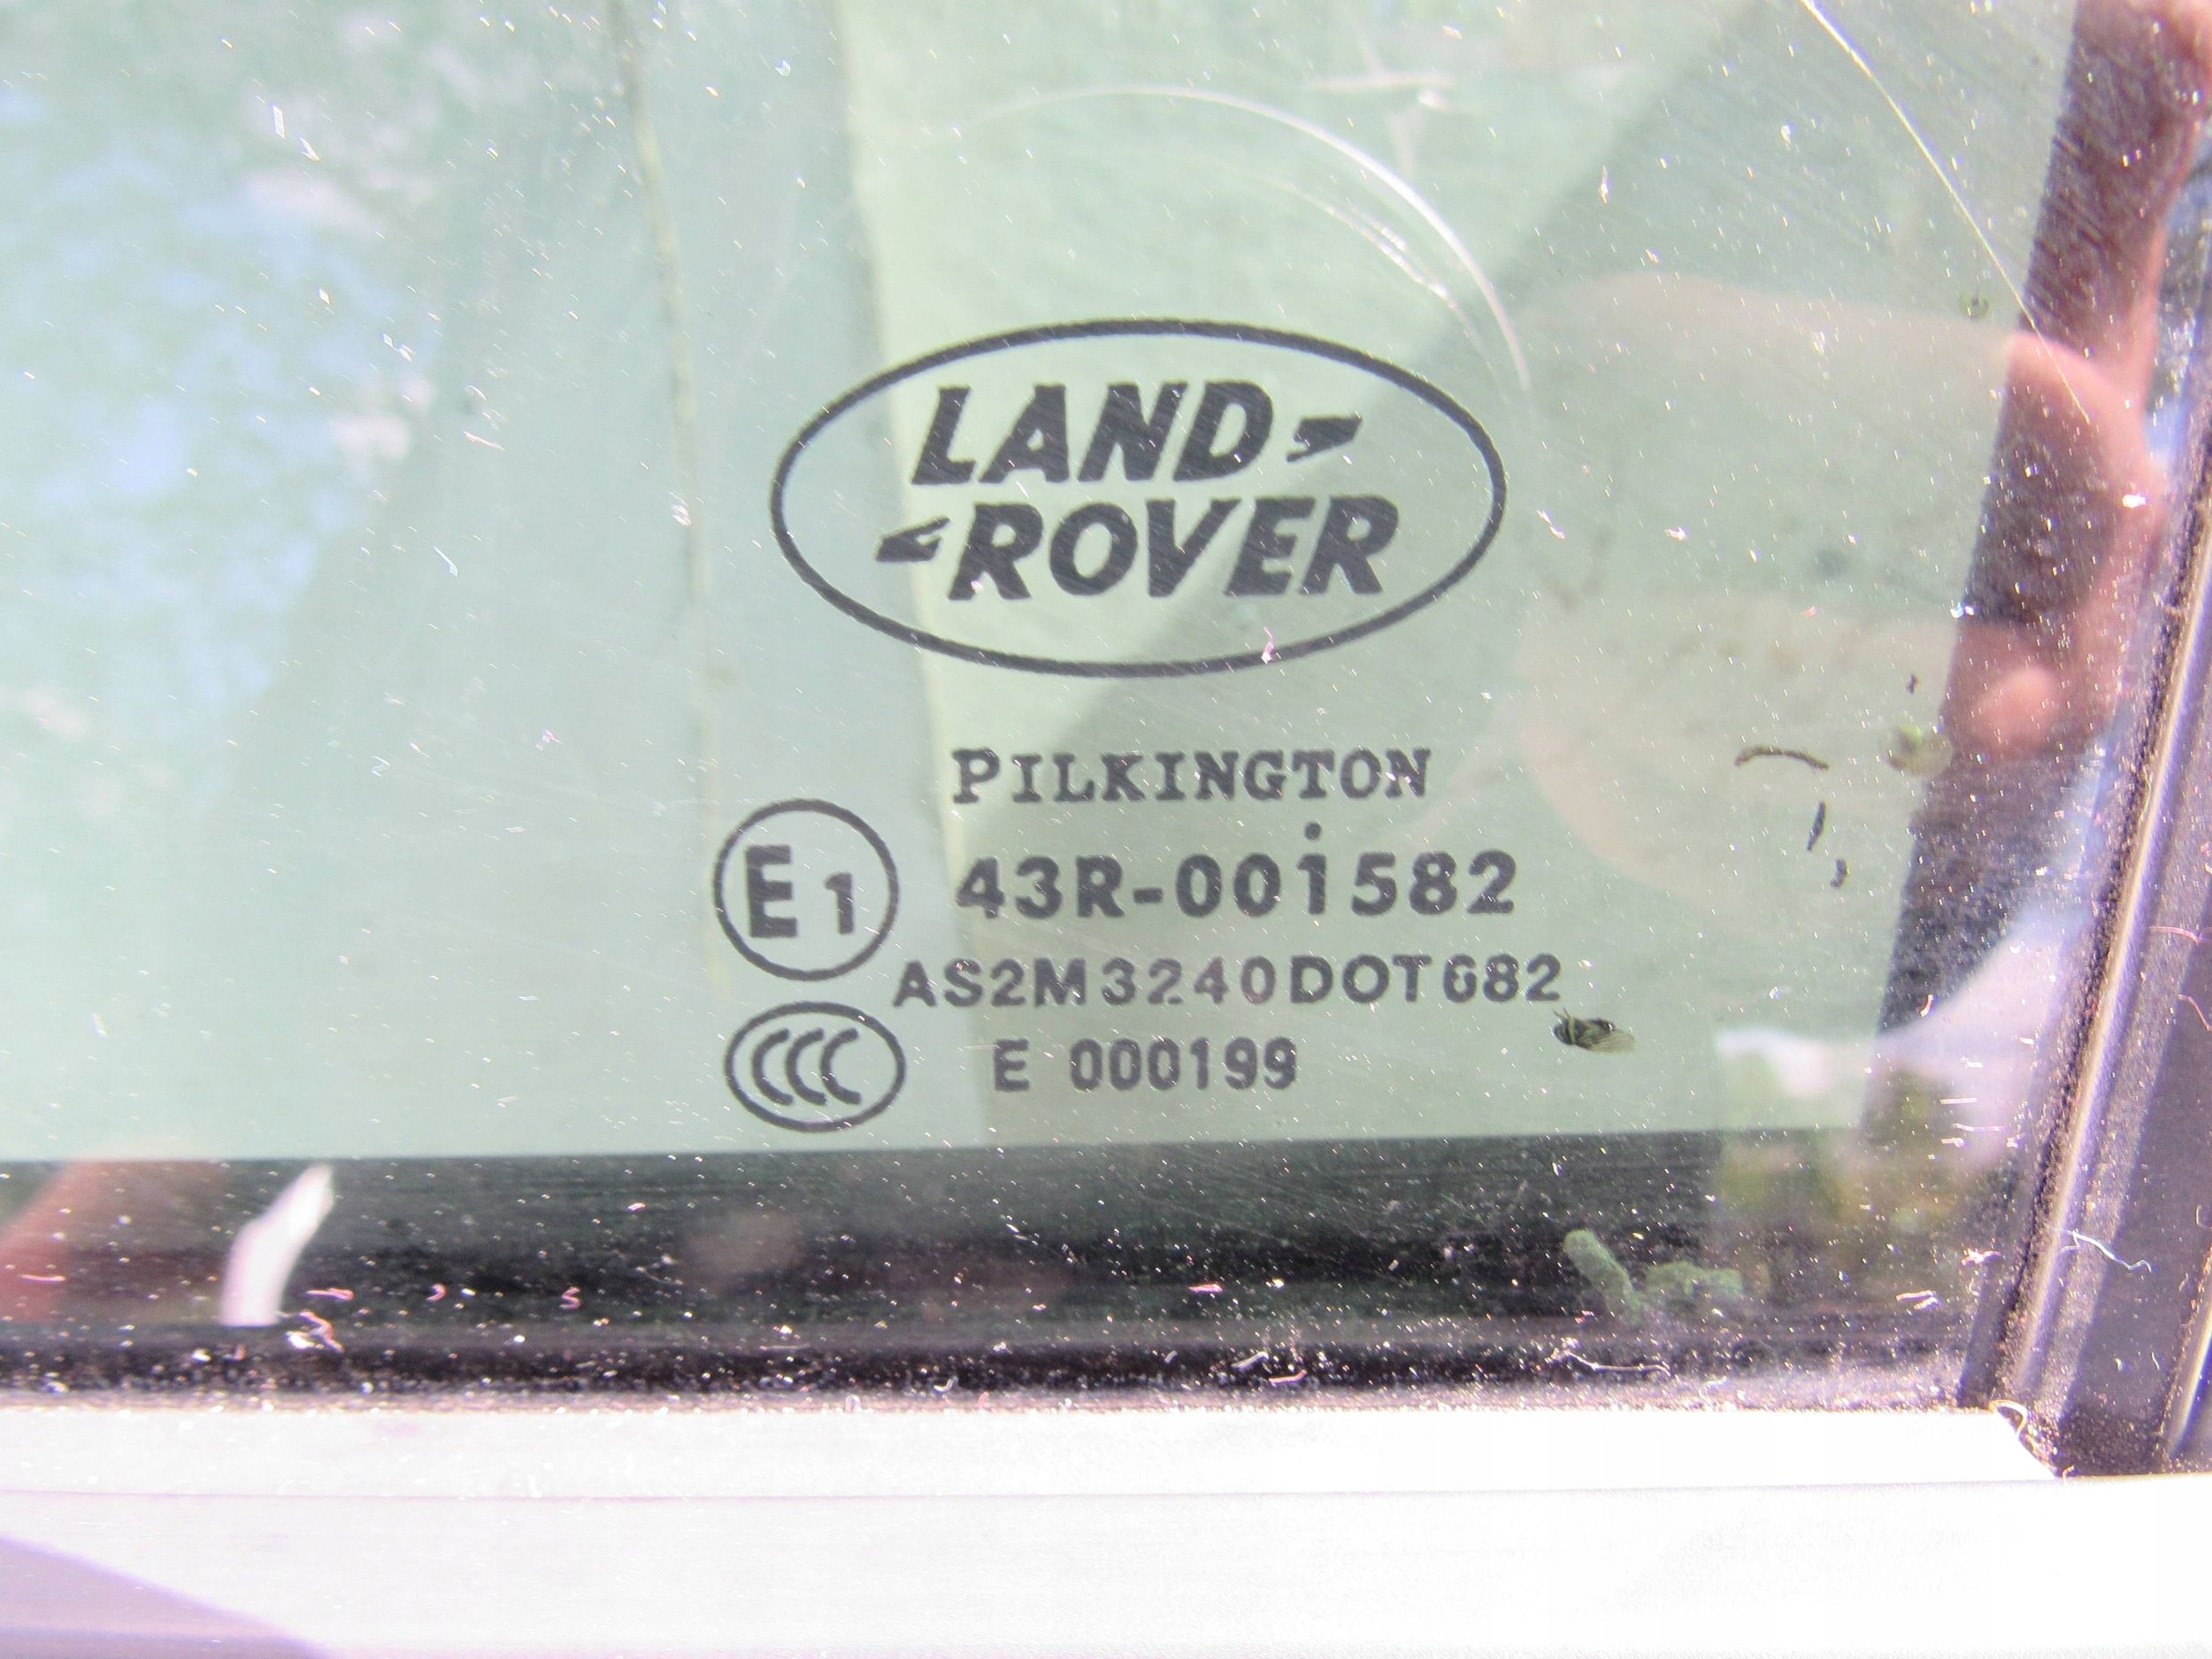 LAND-
-ROVER
PILKINGTON
E1 43R-001582
AS2M3240DOT682
CCC E 000199